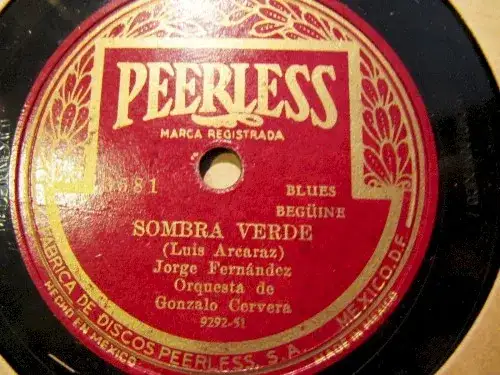 PEERLESS
MARCA REGISTRADA
BLUES
BEGÜINE
SOMBRA VERDE
(Luis Arcaraz)
Jorge Fernández
Orquesta de
Gonzalo Cervera
9292-51
FABRICA DE DISCOS PEERLESS, S. A. MEXICO, D.F.
HECHO EN MEXICO
MADE IN MEXICO